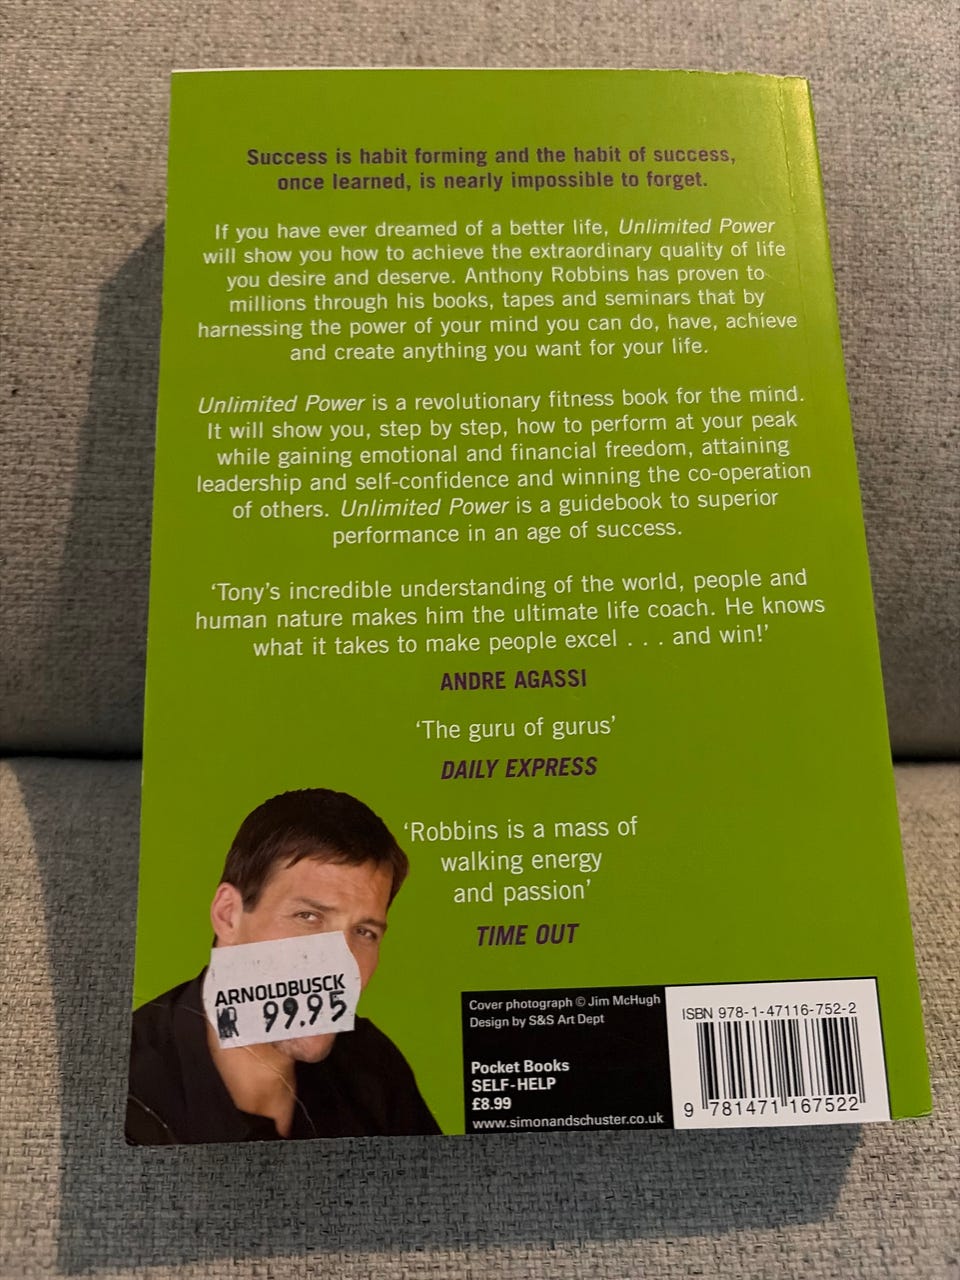 Success is habit forming and the habit of success,
once learned, is nearly impossible to forget.
If you have ever dreamed of a better life, Unlimited Power
will show you how to achieve the extraordinary quality of life
you desire and deserve. Anthony Robbins has proven to
millions through his books, tapes and seminars that by
harnessing the power of your mind you can do, have, achieve
and create anything you want for your life.
Unlimited Power is a revolutionary fitness book for the mind.
It will show you, step by step, how to perform at your peak
while gaining emotional and financial freedom, attaining
leadership and self-confidence and winning the co-operation
of others. Unlimited Power is a guidebook to superior
performance in an age of success.
‘Tony’s incredible understanding of the world, people and
human nature makes him the ultimate life coach. He knows
what it takes to make people excel . . . and win!’
ANDRE AGASSI
‘The guru of gurus’
DAILY EXPRESS
‘Robbins is a mass of
walking energy
and passion’
TIME OUT
ARNOLDBUSCK
99.95
Cover photograph © Jim McHugh
Design by S&S Art Dept
Pocket Books
SELF-HELP
£8.99
www.simonandschuster.co.uk
ISBN 978-1-47116-752-2
9 781471 167522